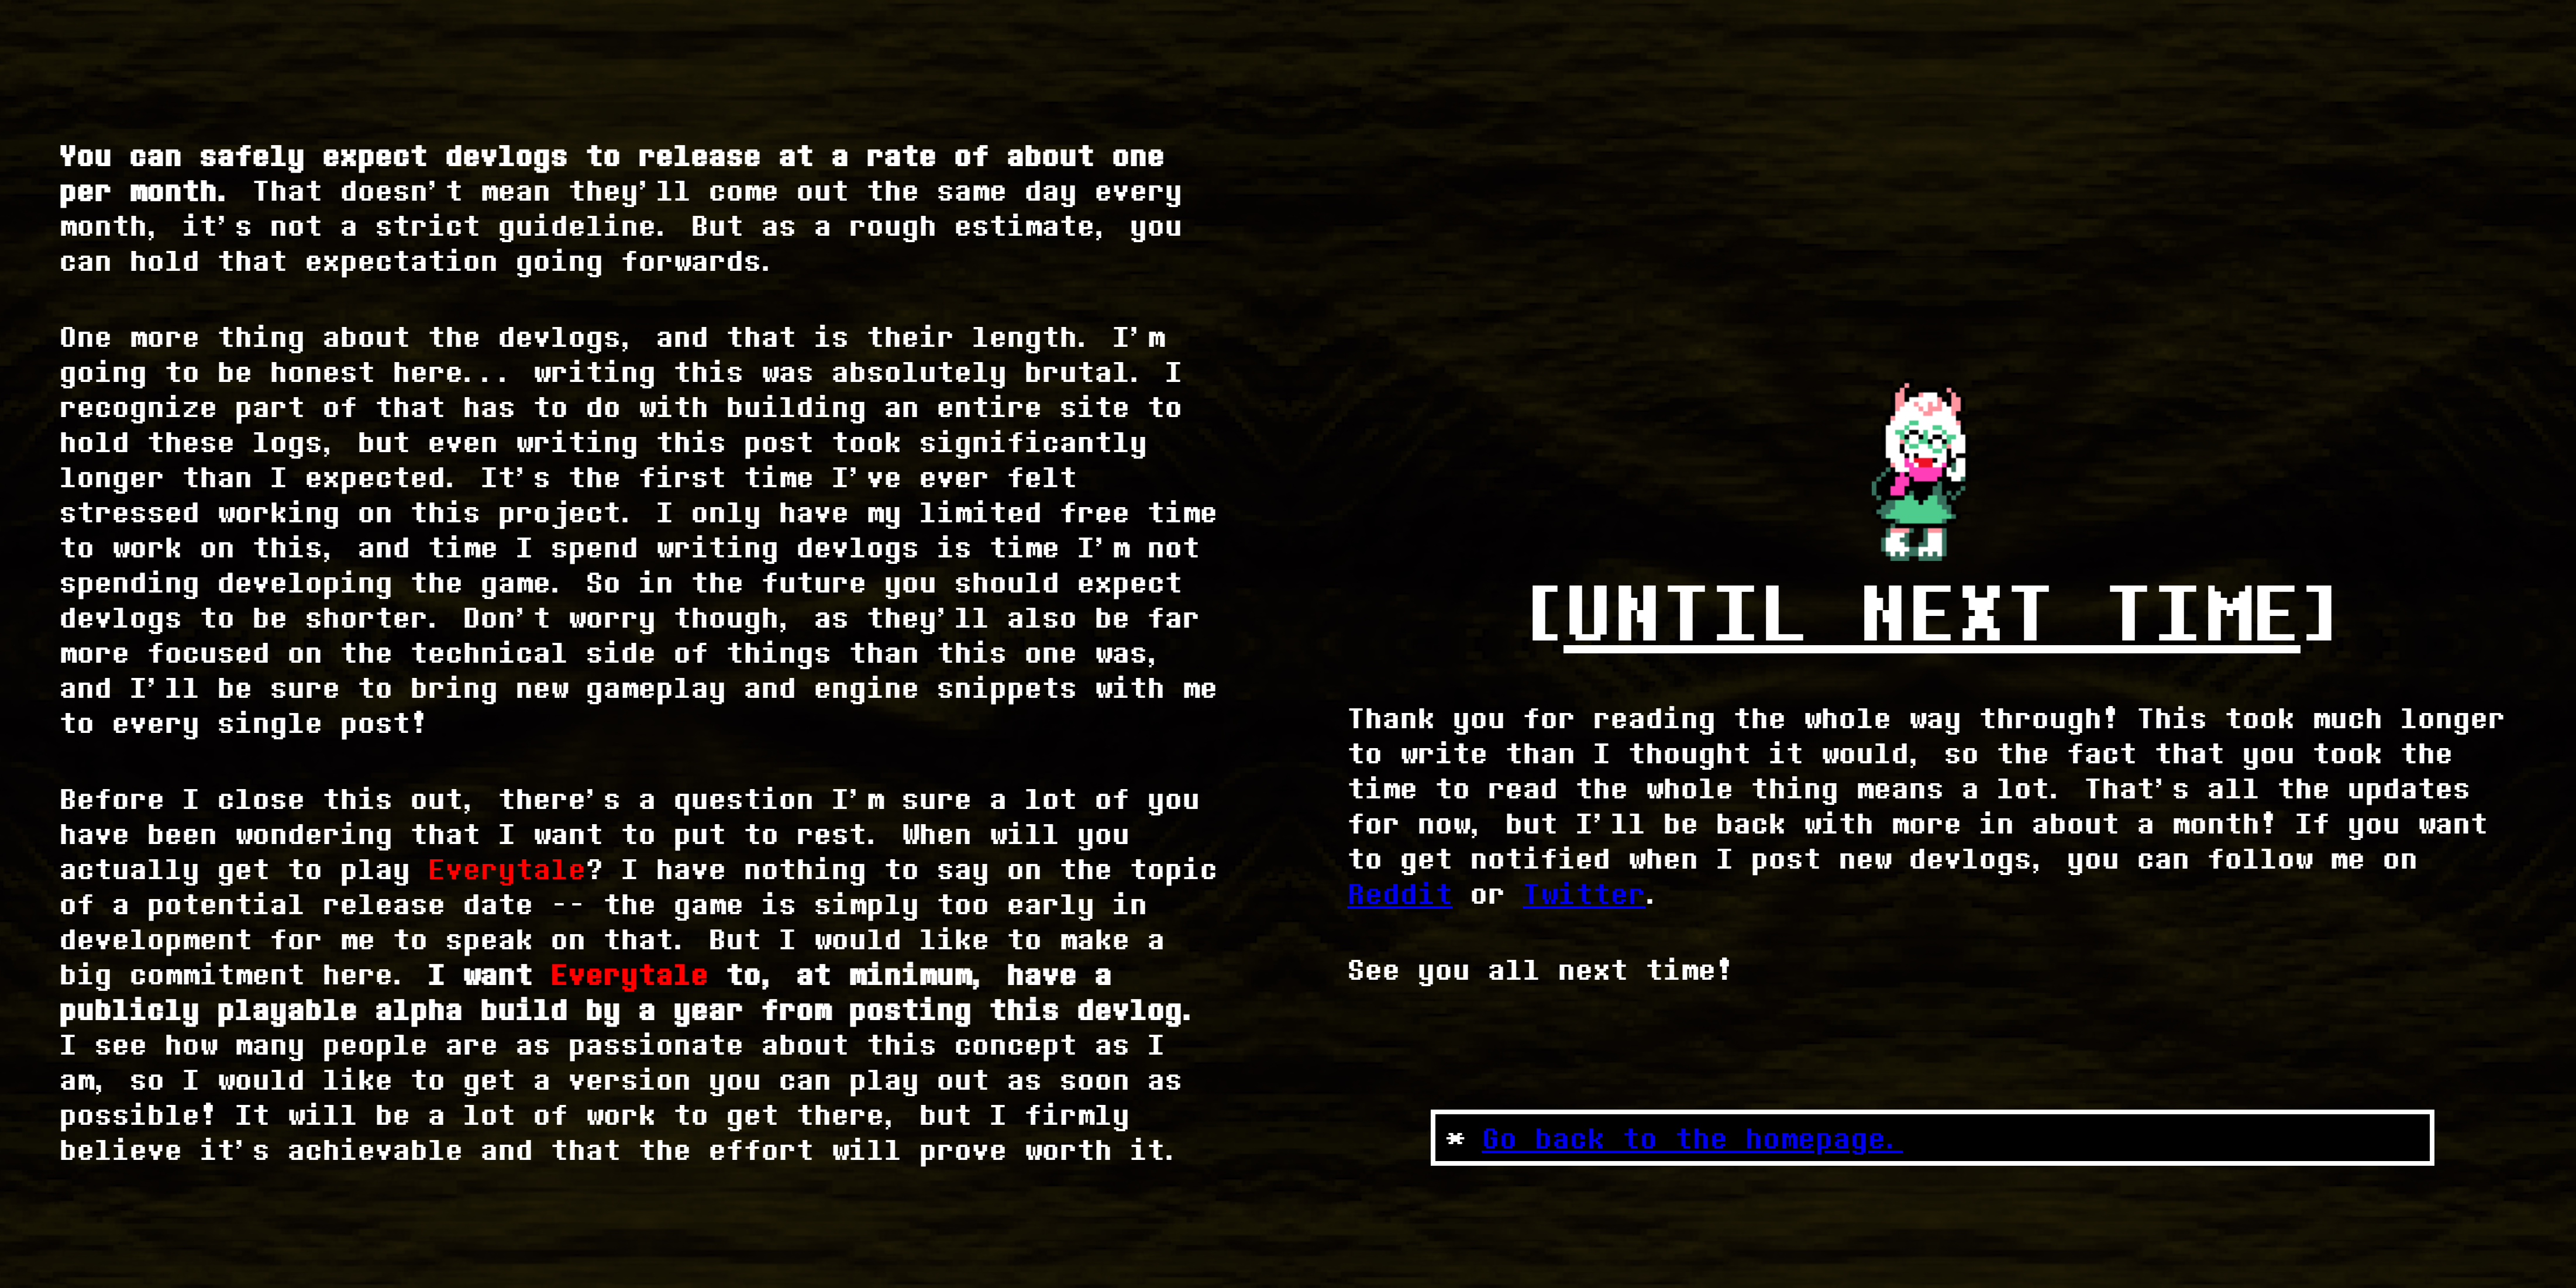 You can safely expect devlogs to release at a rate of about one
per month. That doesn't mean they'll come out the same day every
month, it's not a strict guideline. But as a rough estimate, you
can hold that expectation going forwards.
One more thing about the devlogs, and that is their length. I'm
going to be honest here... writing this was absolutely brutal. I
recognize part of that has to do with building an entire site to
hold these logs, but even writing this post took significantly
longer than I expected. It's the first time I've ever felt
stressed working on this project. I only have my limited free time
to work on this, and time I spend writing devlogs is time I'm not
spending developing the game. So in the future you should expect
devlogs to be shorter. Don't worry though, as they'll also be far
more focused on the technical side of things than this one was,
and I'll be sure to bring new gameplay and engine snippets with me
to every single post!
Before I close this out, there's a question I'm sure a lot of you
have been wondering that I want to put to rest. When will you
actually get to play Everytale? I have nothing to say on the topic
of a potential release date -- the game is simply too early in
development for me to speak on that. But I would like to make a
big commitment here. I want Everytale to, at minimum, have a
publicly playable alpha build by a year from posting this devlog.
I see how many people are as passionate about this concept as I
am, so I would like to get a version you can play out as soon as
possible! It will be a lot of work to get there, but I firmly
believe it's achievable and that the effort will prove worth it.
[UNTIL NEXT TIME]
Thank you for reading the whole way through! This took much longer
to write than I thought it would, so the fact that you took the
time to read the whole thing means a lot. That's all the updates
for now, but I'll be back with more in about a month! If you want
to get notified when I post new devlogs, you can follow me on
Reddit or Twitter.
See you all next time!
* Go back to the homepage.